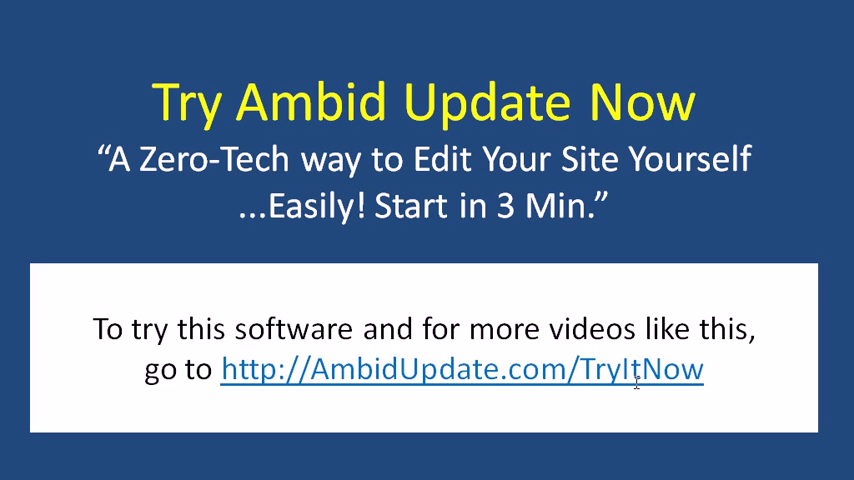 Try Ambid Update Now
“A Zero-Tech way to Edit Your Site Yourself
...Easily! Start in 3 Min.”
To try this software and for more videos like this,
go to http://AmbidUpdate.com/TryItNow